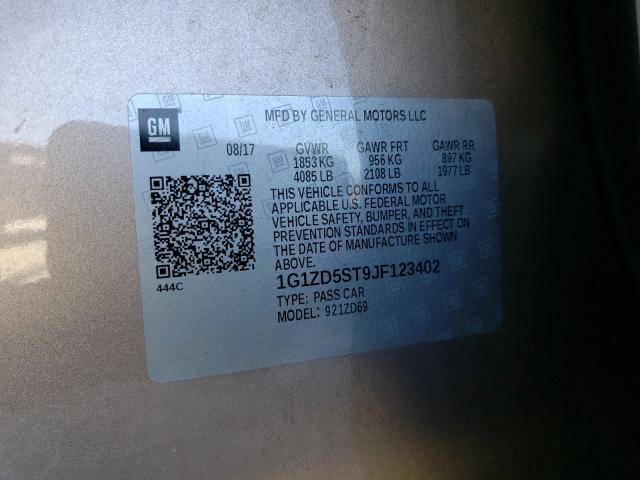 GM
MFD BY GENERAL MOTORS LLC
08/17 GVWR GAWR FRT GAWR RR
1853 KG 956 KG 897 KG
4085 LB 2108 LB 1977 LB
THIS VEHICLE CONFORMS TO ALL
APPLICABLE U.S. FEDERAL MOTOR
VEHICLE SAFETY, BUMPER, AND THEFT
PREVENTION STANDARDS IN EFFECT ON
THE DATE OF MANUFACTURE SHOWN
ABOVE.
444C
1G1ZD5ST9JF123402
TYPE: PASS CAR
MODEL: 921ZD69